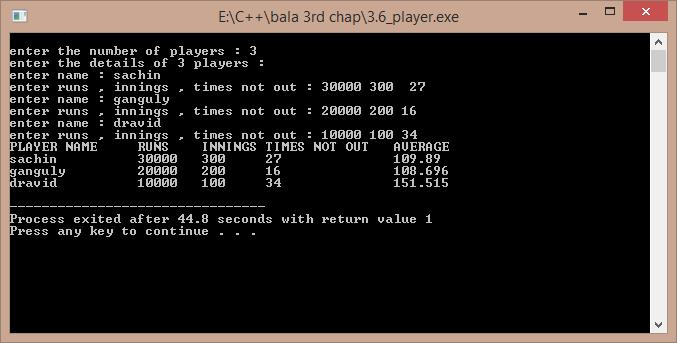 E:\C++\bala 3rd chap\3.6_player.exe
enter the number of players : 3
enter the details of 3 players :
enter name : sachin
enter runs , innings , times not out : 30000 300  27
enter name : ganguly
enter runs , innings , times not out : 20000 200 16
enter name : dravid
enter runs , innings , times not out : 10000 100 34
PLAYER NAME     RUNS    INNINGS TIMES NOT OUT   AVERAGE
sachin          30000   300     27              109.89
ganguly         20000   200     16              108.696
dravid          10000   100     34              151.515
--------------------------------
Process exited after 44.8 seconds with return value 1
Press any key to continue . . .